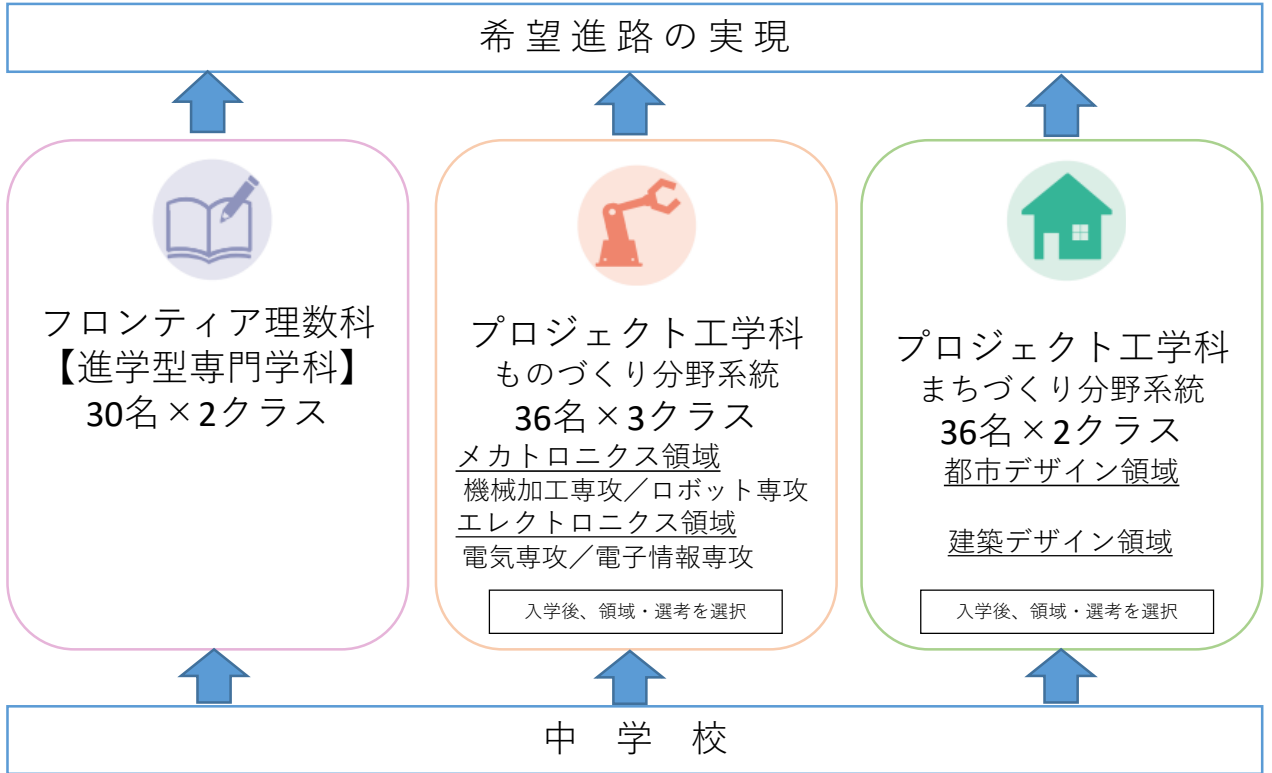 希望進路の実現
フロンティア理数科
【進学型専門学科】
30名×2クラス
プロジェクト工学科
ものづくり分野系統
36名×3クラス
メカトロニクス領域
機械加工専攻／ロボット専攻
エレクトロニクス領域
電気専攻／電子情報専攻
入学後、領域・選考を選択
プロジェクト工学科
まちづくり分野系統
36名×2クラス
都市デザイン領域
建築デザイン領域
入学後、領域・選考を選択
中学校